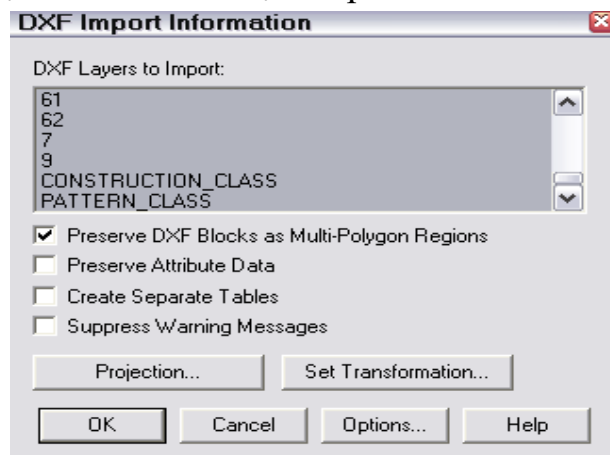 DXF Import Information
DXF Layers to Import:
61
62
7
9
CONSTRUCTION_CLASS
PATTERN_CLASS
Preserve DXF Blocks as Multi-Polygon Regions
Preserve Attribute Data
Create Separate Tables
Suppress Warning Messages
Projection... Set Transformation...
OK Cancel Options... Help